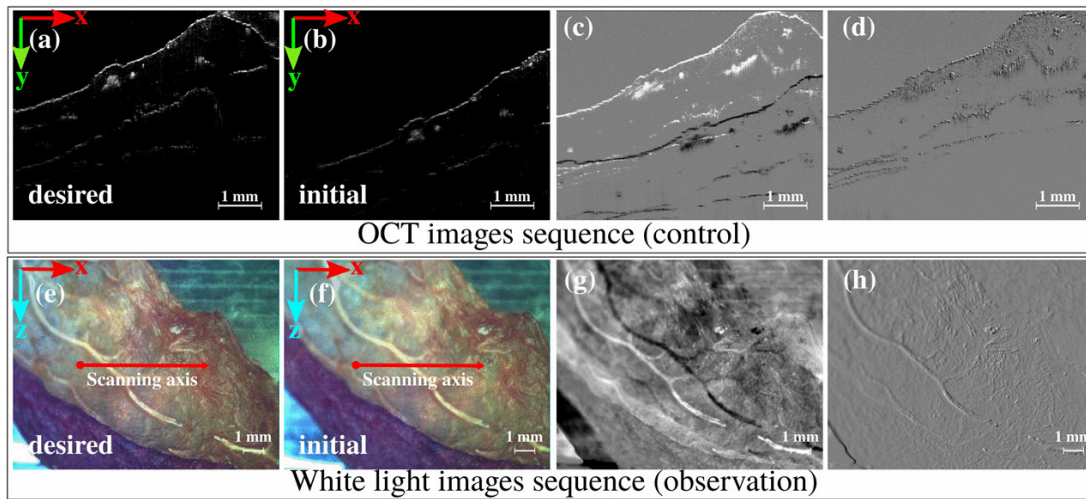 x
(a)
y
desired
1 mm
x
(b)
y
initial
1 mm
(c)
1 mm
(d)
1 mm
OCT images sequence (control)
x
(e)
z
Scanning axis
desired
1 mm
x
(f)
z
Scanning axis
initial
1 mm
(g)
1 mm
(h)
1 mm
White light images sequence (observation)